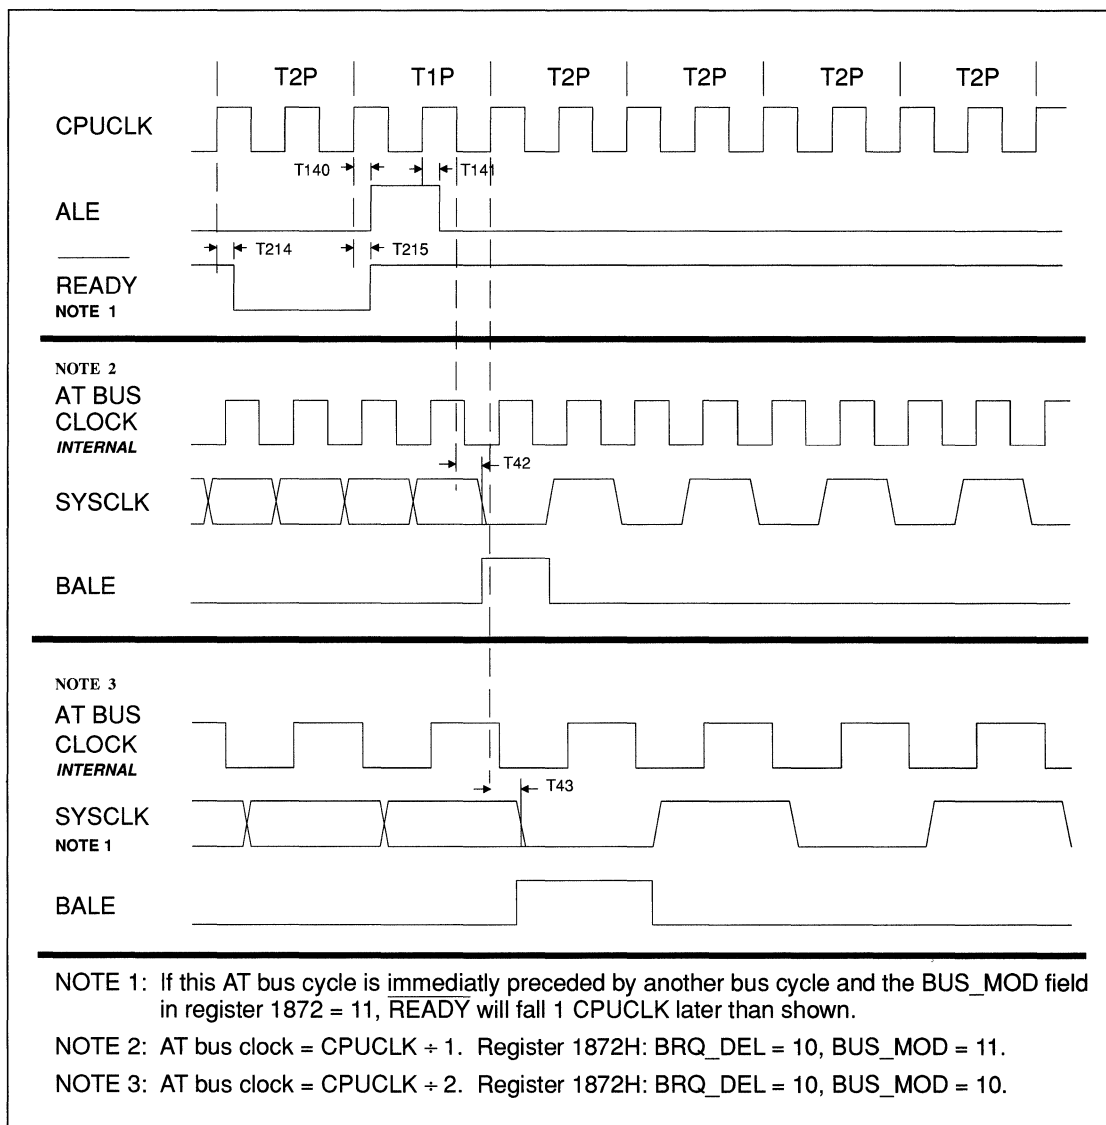 T2P T1P T2P T2P T2P T2P
CPUCLK
T140 T141
ALE
T214 T215
READY
NOTE 1
NOTE 2
AT BUS
CLOCK
INTERNAL
T42
SYSCLK
BALE
NOTE 3
AT BUS
CLOCK
INTERNAL
T43
SYSCLK
NOTE 1
BALE
NOTE 1: If this AT bus cycle is immediatly preceded by another bus cycle and the BUS_MOD field
in register 1872 = 11, READY will fall 1 CPUCLK later than shown.
NOTE 2: AT bus clock = CPUCLK ÷ 1. Register 1872H: BRQ_DEL = 10, BUS_MOD = 11.
NOTE 3: AT bus clock = CPUCLK ÷ 2. Register 1872H: BRQ_DEL = 10, BUS_MOD = 10.